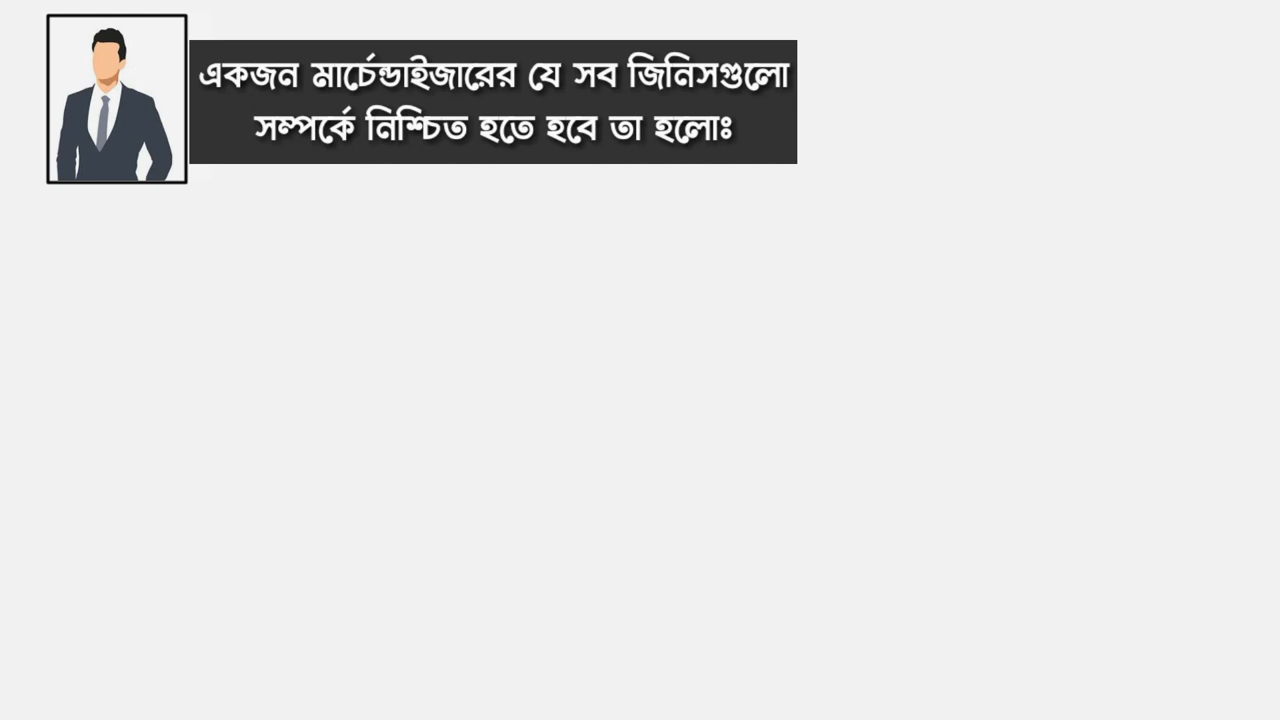 একজন মার্চেন্ডাইজারের যে সব জিনিসগুলো
সম্পর্কে নিশ্চিত হতে হবে তা হলোঃ